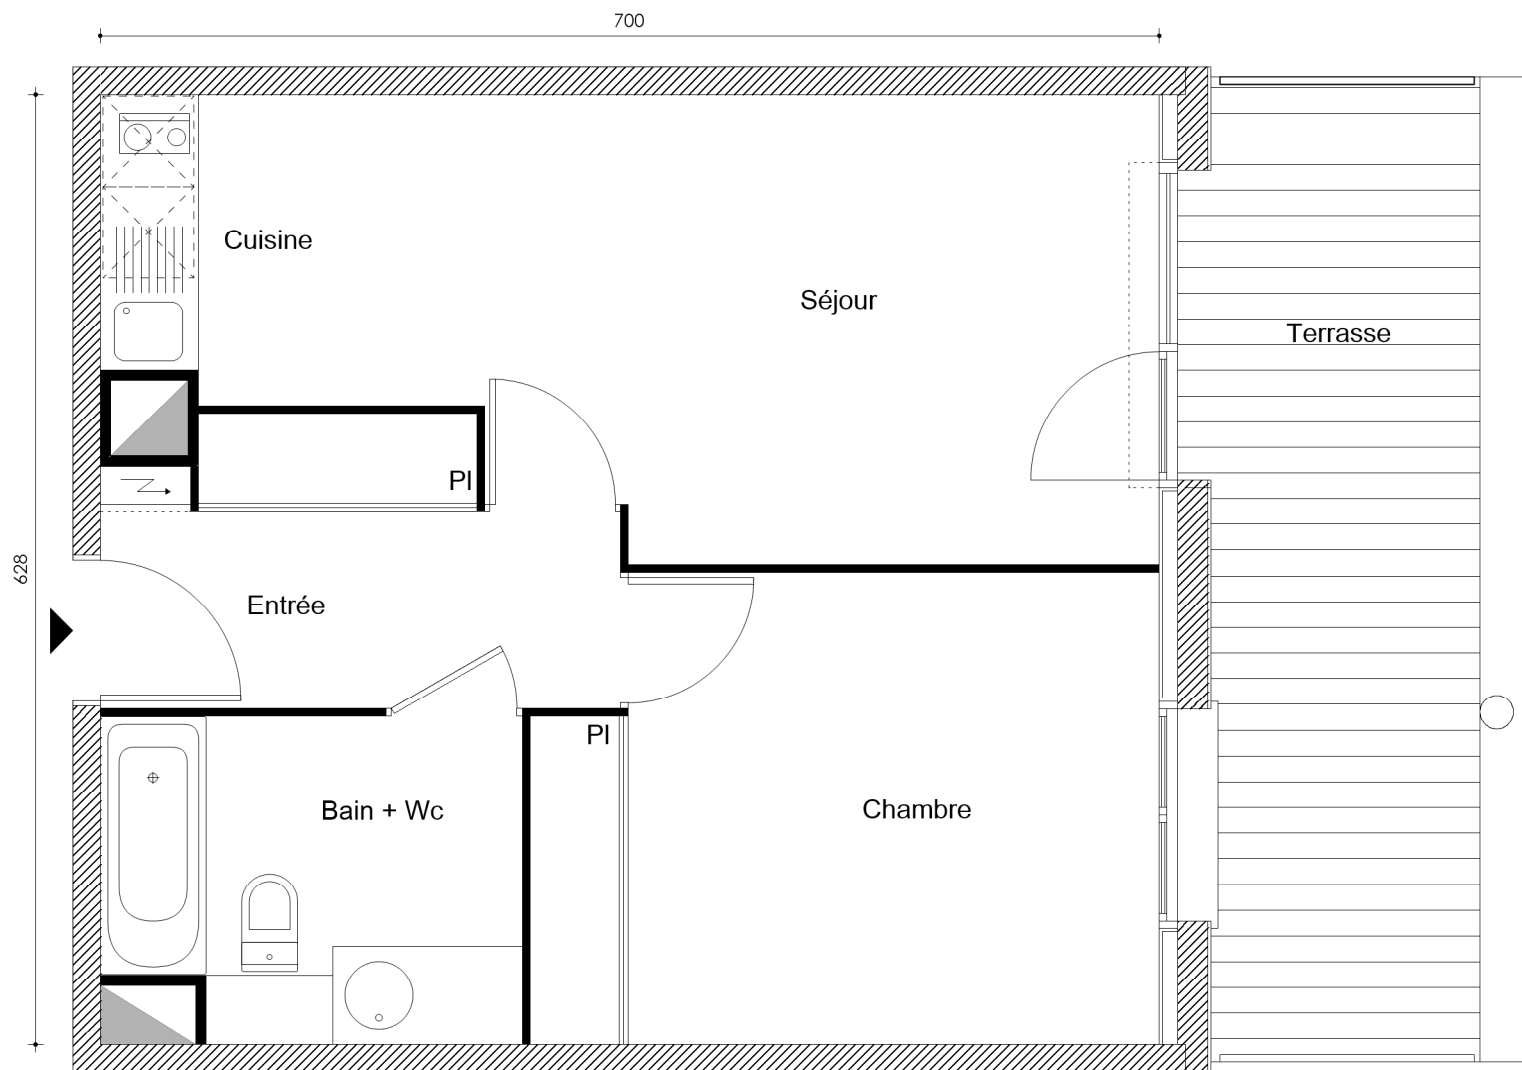 700
Cuisine
Séjour
Terrasse
Pl
628
Entrée
Pl
Bain + Wc
Chambre